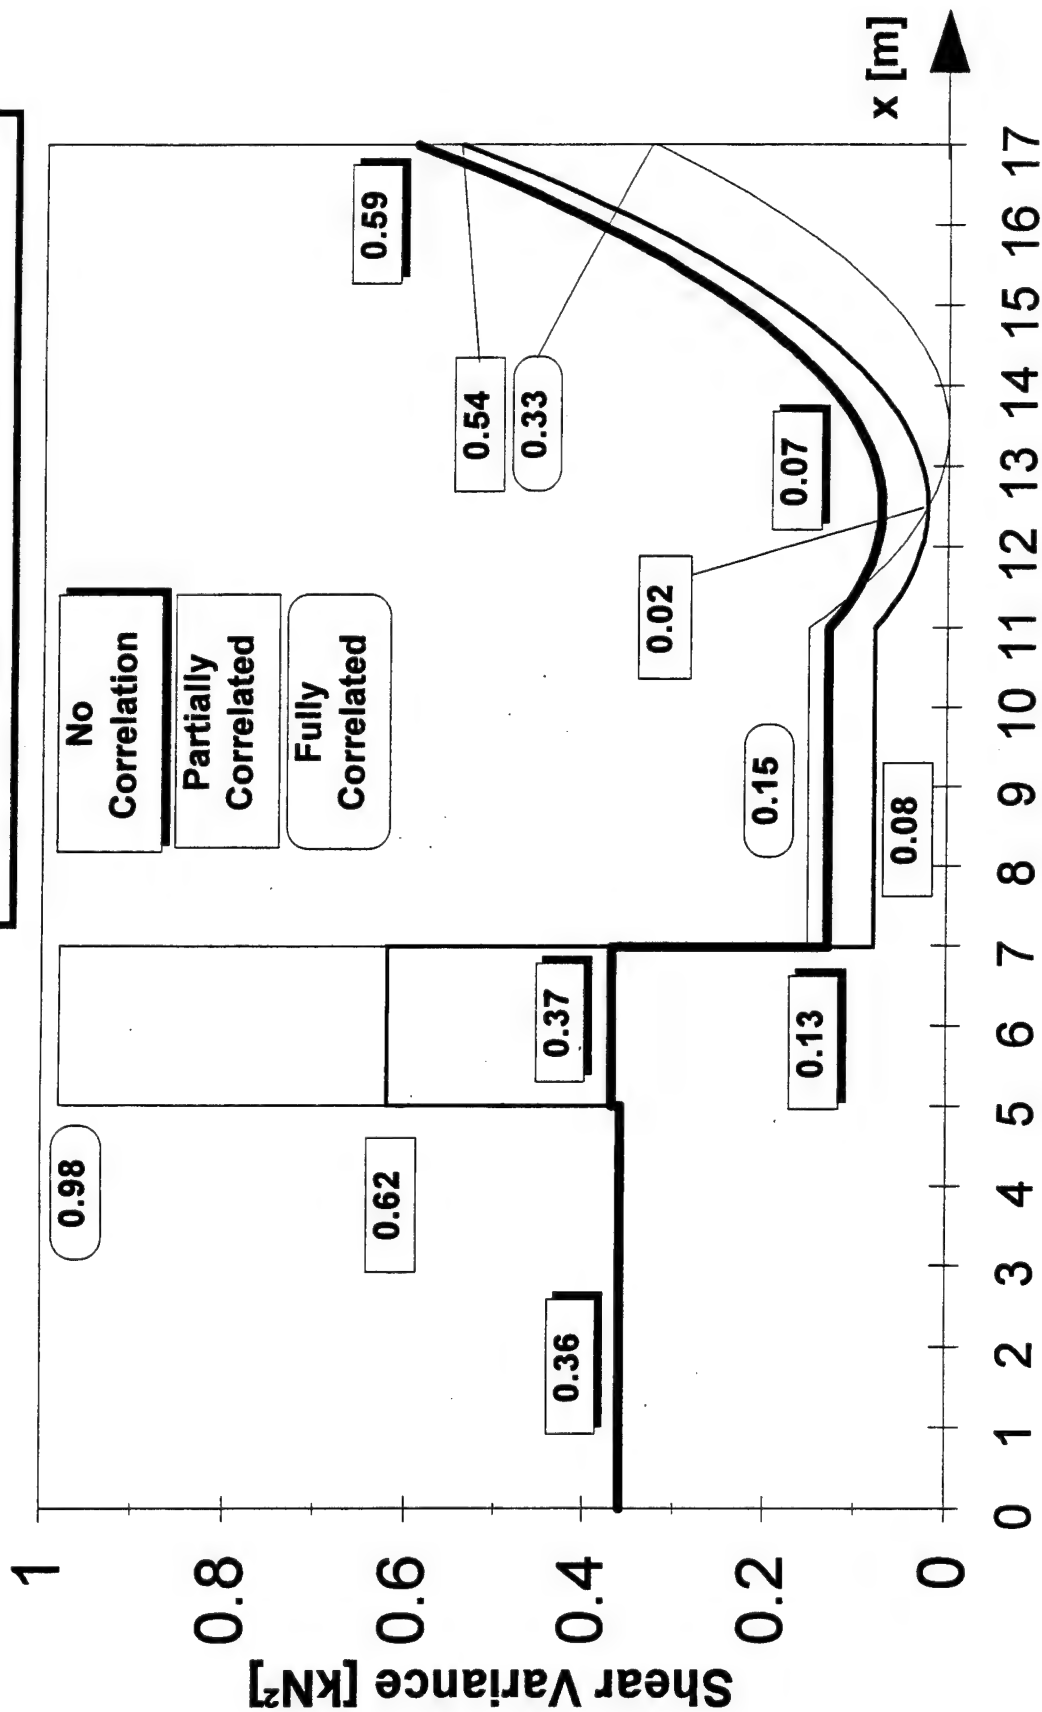 Shear Variance [kN²]
1
0.8
0.6
0.4
0.2
0
0.98
0.62
0.36
0.37
0.13
No
Correlation
Partially
Correlated
Fully
Correlated
0.15
0.08
0.02
0.07
0.54
0.33
0.59
0 1 2 3 4 5 6 7 8 9 10 11 12 13 14 15 16 17
x [m]